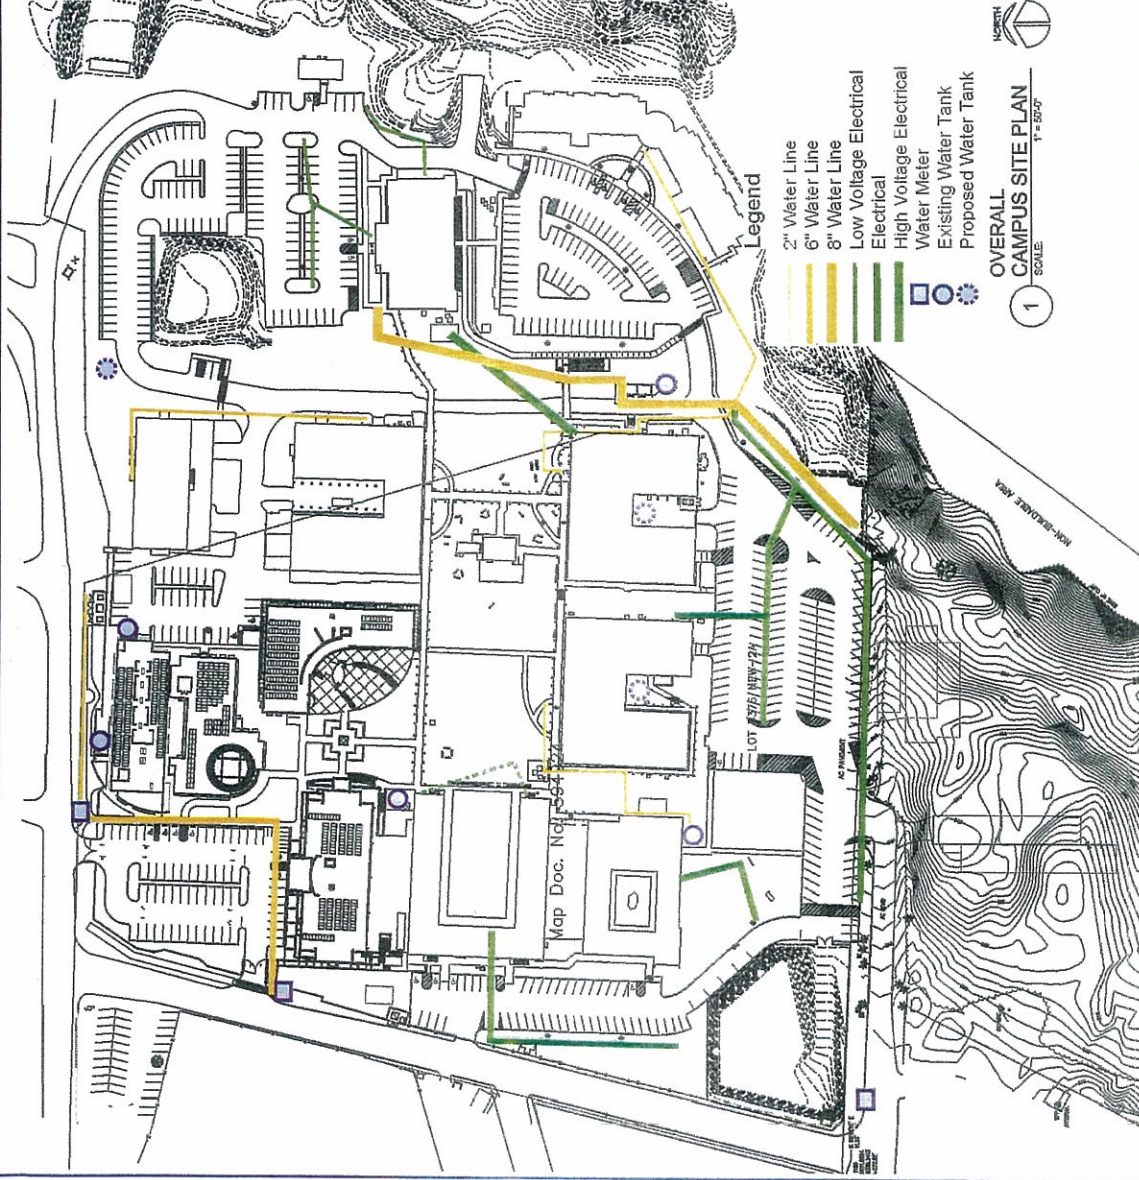 NORTH
Legend
2" Water Line
6" Water Line
8" Water Line
Low Voltage Electrical
Electrical
High Voltage Electrical
Water Meter
Existing Water Tank
Proposed Water Tank
1
OVERALL
CAMPUS SITE PLAN
SCALE:
1" = 50'-0"
NON-BUILDABLE AREA
LOT
Map Doc. No.